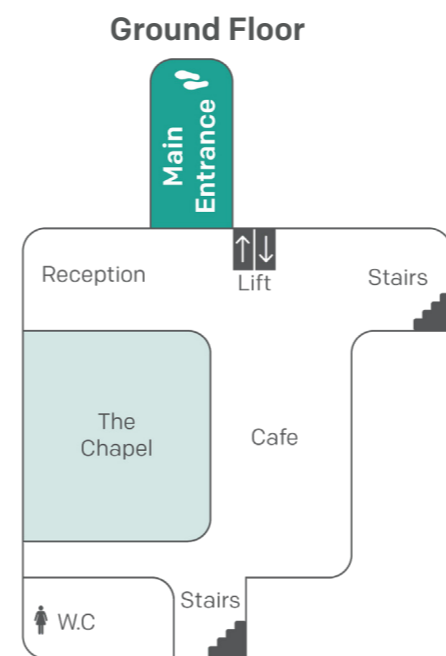 Ground Floor
Main
Entrance
Reception
Lift
Stairs
The
Chapel
Cafe
Stairs
W.C